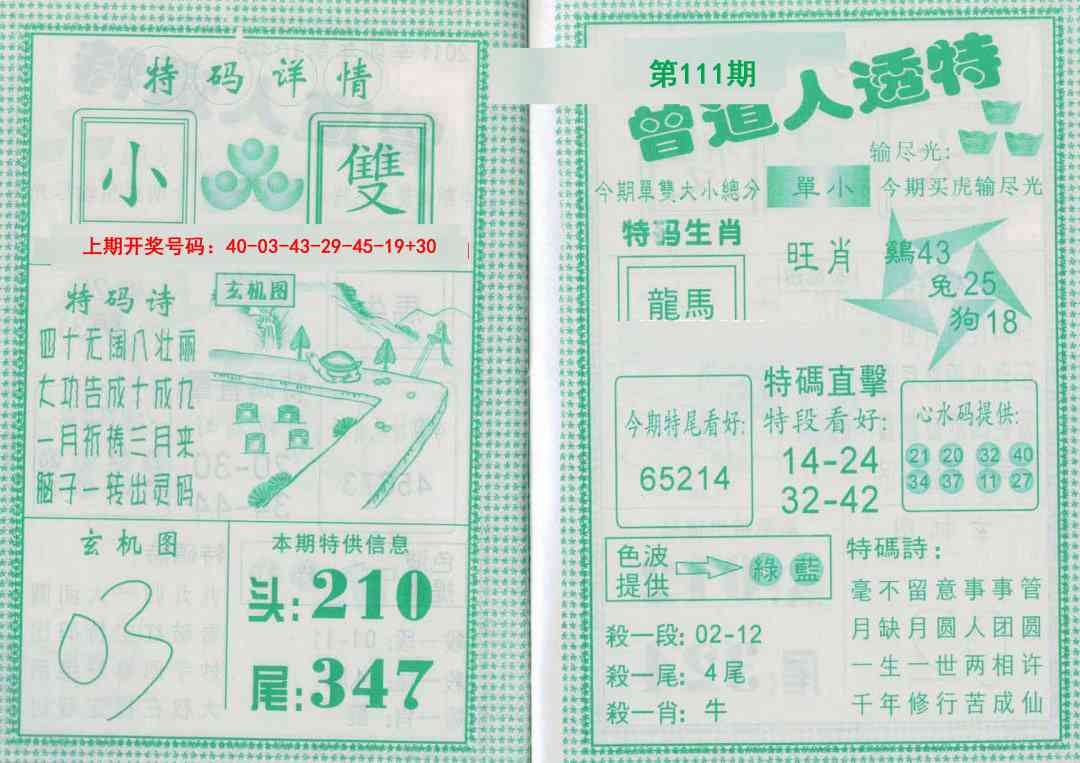 特码详情
小
雙
上期开奖号码：40-03-43-29-45-19+30
特码诗
四十无阔八壮丽
大功告成十成九
一月祈祷三月来
脑子一转出灵码
玄机图
玄机图
03
本期特供信息
头:210
尾:347
第111期
曾道人透特
输尽光:
今期單雙大小總分
單小
今期买虎输尽光
特码生肖
龍馬
旺肖
鷄43
兔25
狗18
今期特尾看好:
65214
特碼直擊
特段看好:
14-24
32-42
心水码提供:
21 20 32 40
34 37 11 27
色波
提供
綠 藍
殺一段: 02-12
殺一尾: 4尾
殺一肖: 牛
特碼詩:
毫不留意事事管
月缺月圆人团圆
一生一世两相许
千年修行苦成仙